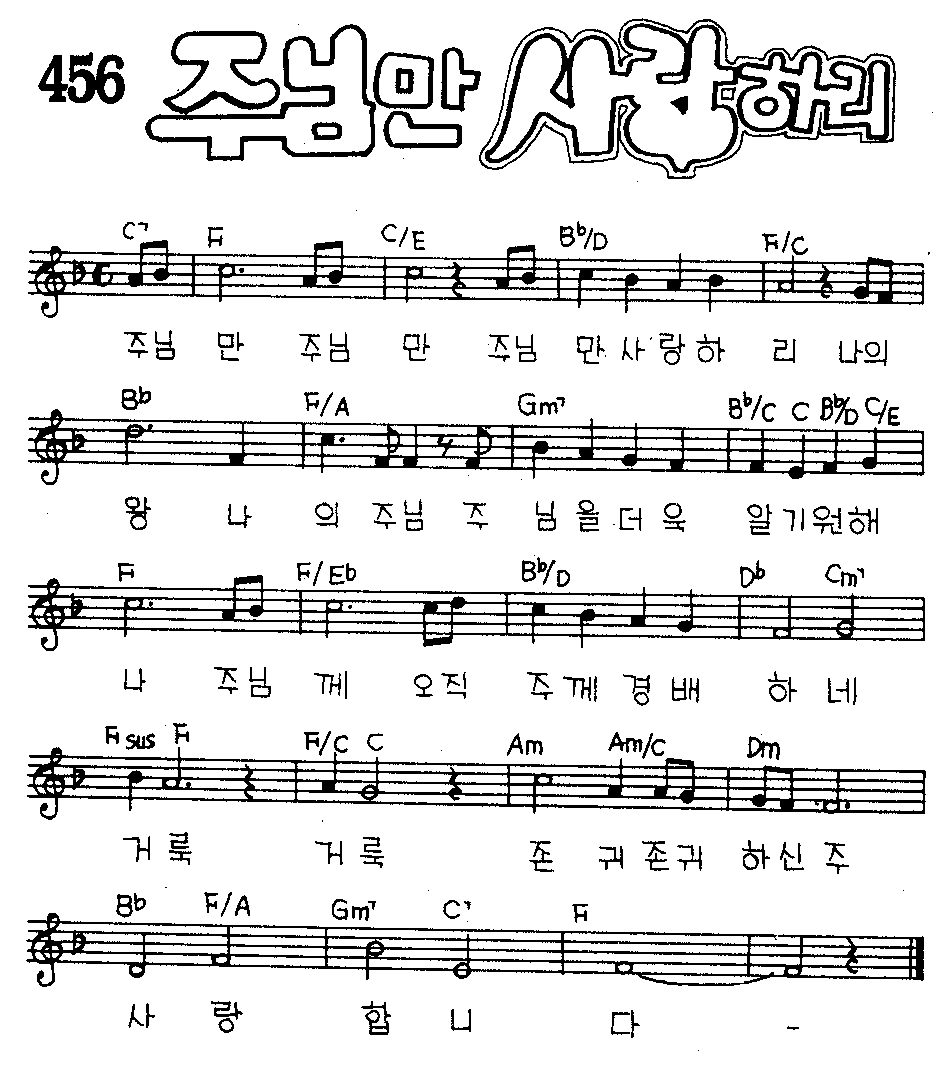 456 주님만 사랑하리
C7 F C/E B♭/D F/C
주님 만 주님 만 주님 만 사랑하 리 나의
B♭ F/A Gm7 B♭/C C B♭/D C/E
왕 나 의 주님 주 님을더욱 알기원해
F F/E♭ B♭/D D♭ Cm7
나 주님 께 오직 주께경배 하 네
F sus F F/C C Am Am/C Dm
거룩 거룩 존 귀존귀 하신 주
B♭ F/A Gm7 C7 F
사 랑 합 니 다 -